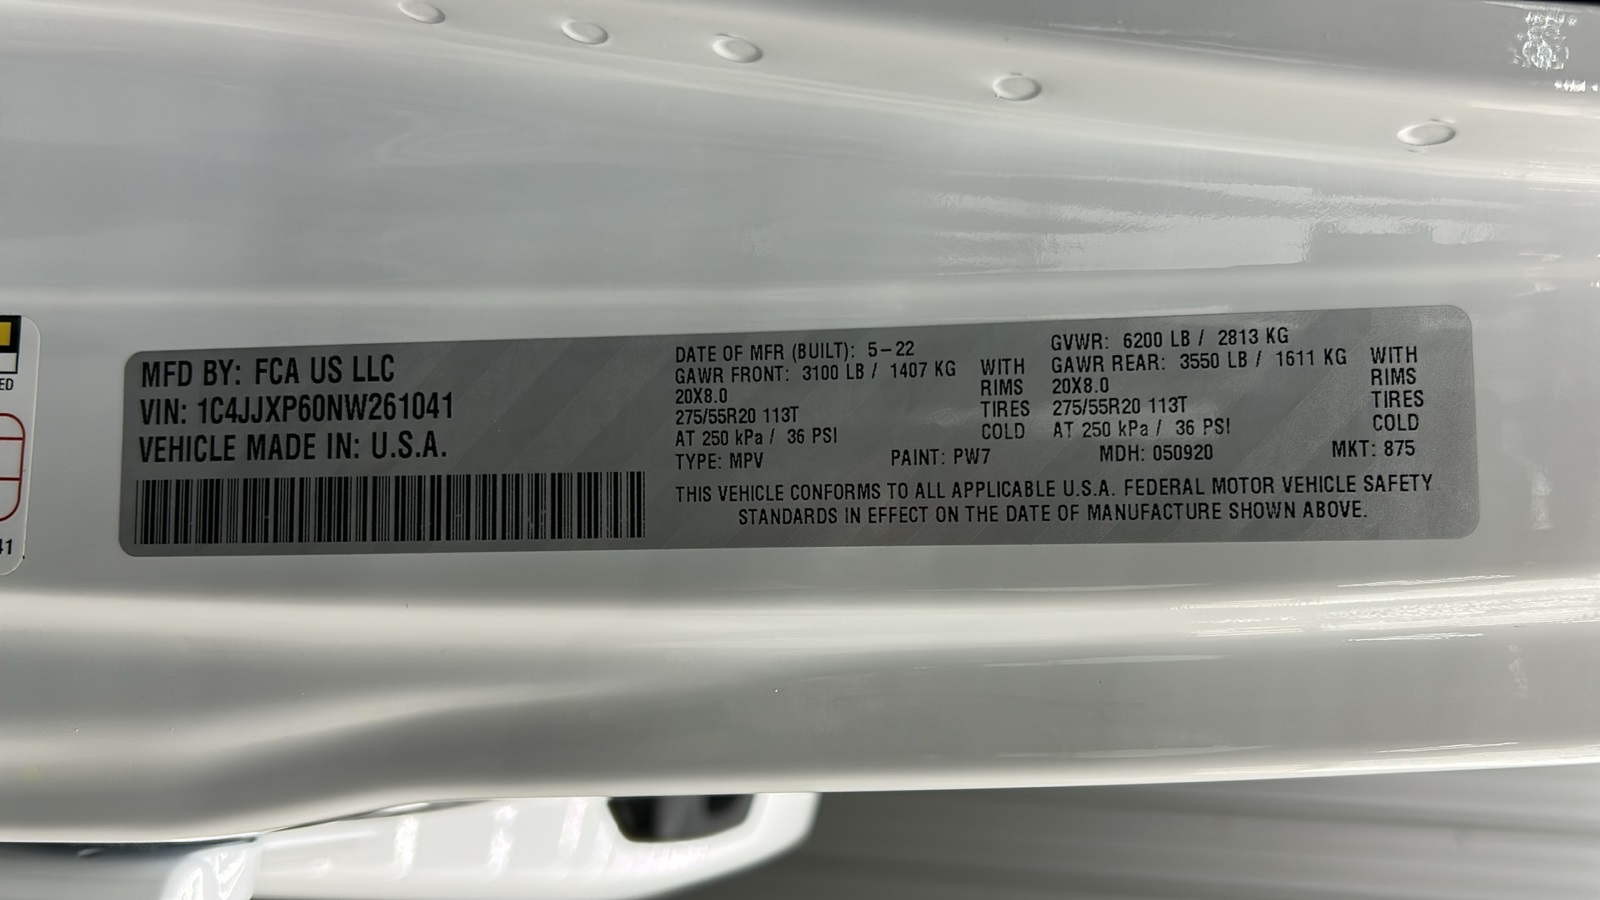 MFD BY: FCA US LLC
VIN: 1C4JJXP60NW261041
VEHICLE MADE IN: U.S.A.
DATE OF MFR (BUILT): 5-22
GAWR FRONT: 3100 LB / 1407 KG WITH
20X8.0 RIMS
275/55R20 113T TIRES
AT 250 kPa / 36 PSI COLD
GVWR: 6200 LB / 2813 KG
GAWR REAR: 3550 LB / 1611 KG WITH
20X8.0 RIMS
275/55R20 113T TIRES
AT 250 kPa / 36 PSI COLD
TYPE: MPV PAINT: PW7 MDH: 050920 MKT: 875
THIS VEHICLE CONFORMS TO ALL APPLICABLE U.S.A. FEDERAL MOTOR VEHICLE SAFETY
STANDARDS IN EFFECT ON THE DATE OF MANUFACTURE SHOWN ABOVE.